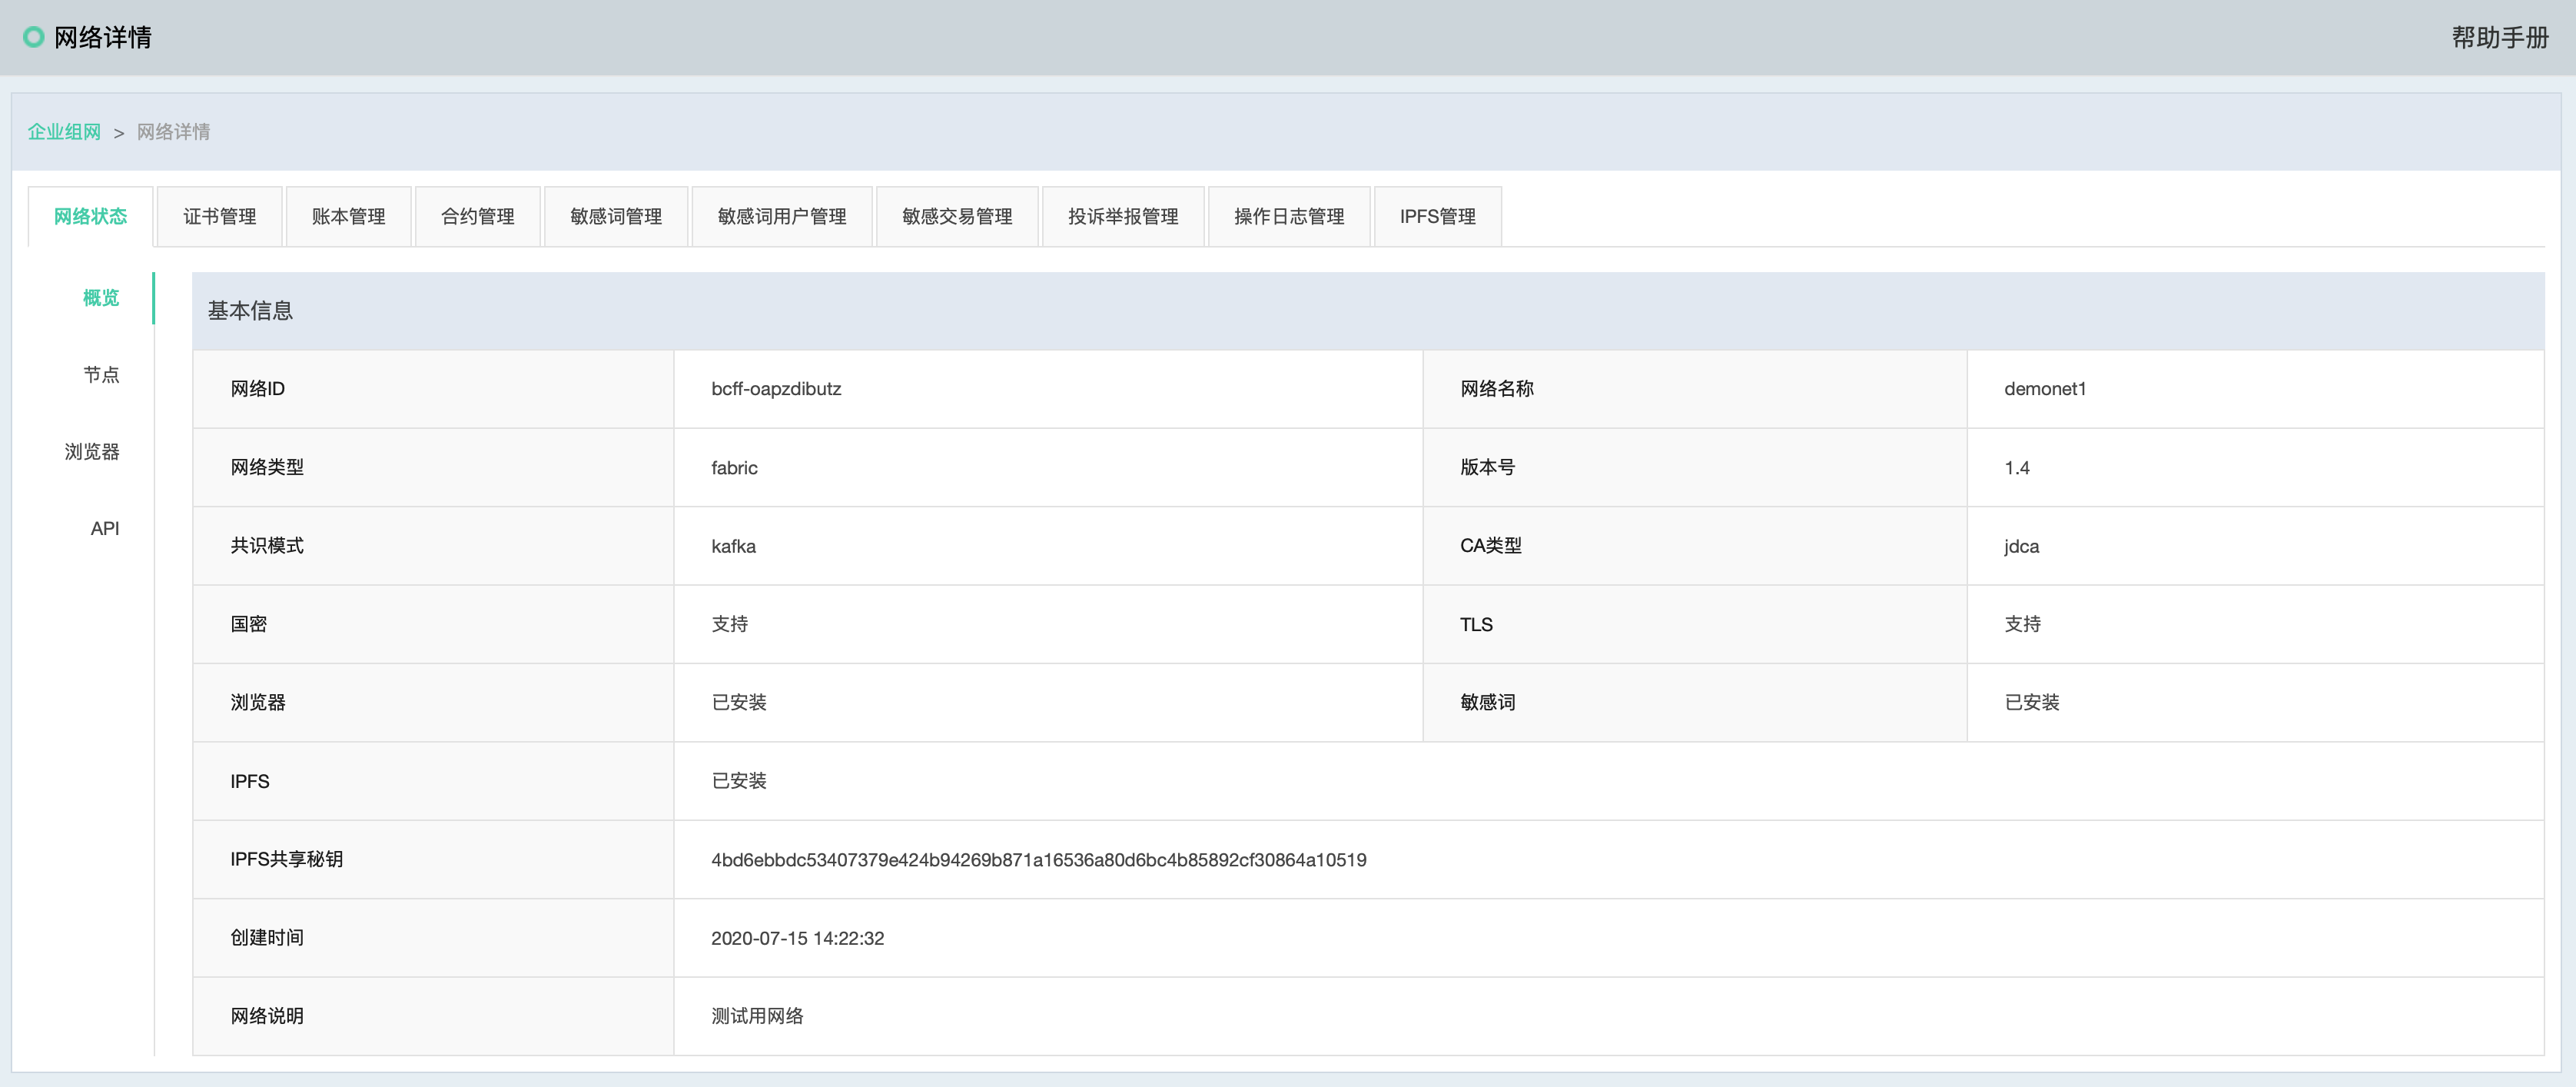 网络详情 帮助手册
企业组网 > 网络详情
网络状态 证书管理 账本管理 合约管理 敏感词管理 敏感词用户管理 敏感交易管理 投诉举报管理 操作日志管理 IPFS管理
概览
节点
浏览器
API
基本信息
网络ID bcff-oapzdibutz 网络名称 demonet1
网络类型 fabric 版本号 1.4
共识模式 kafka CA类型 jdca
国密 支持 TLS 支持
浏览器 已安装 敏感词 已安装
IPFS 已安装
IPFS共享秘钥 4bd6ebbdc53407379e424b94269b871a16536a80d6bc4b85892cf30864a10519
创建时间 2020-07-15 14:22:32
网络说明 测试用网络